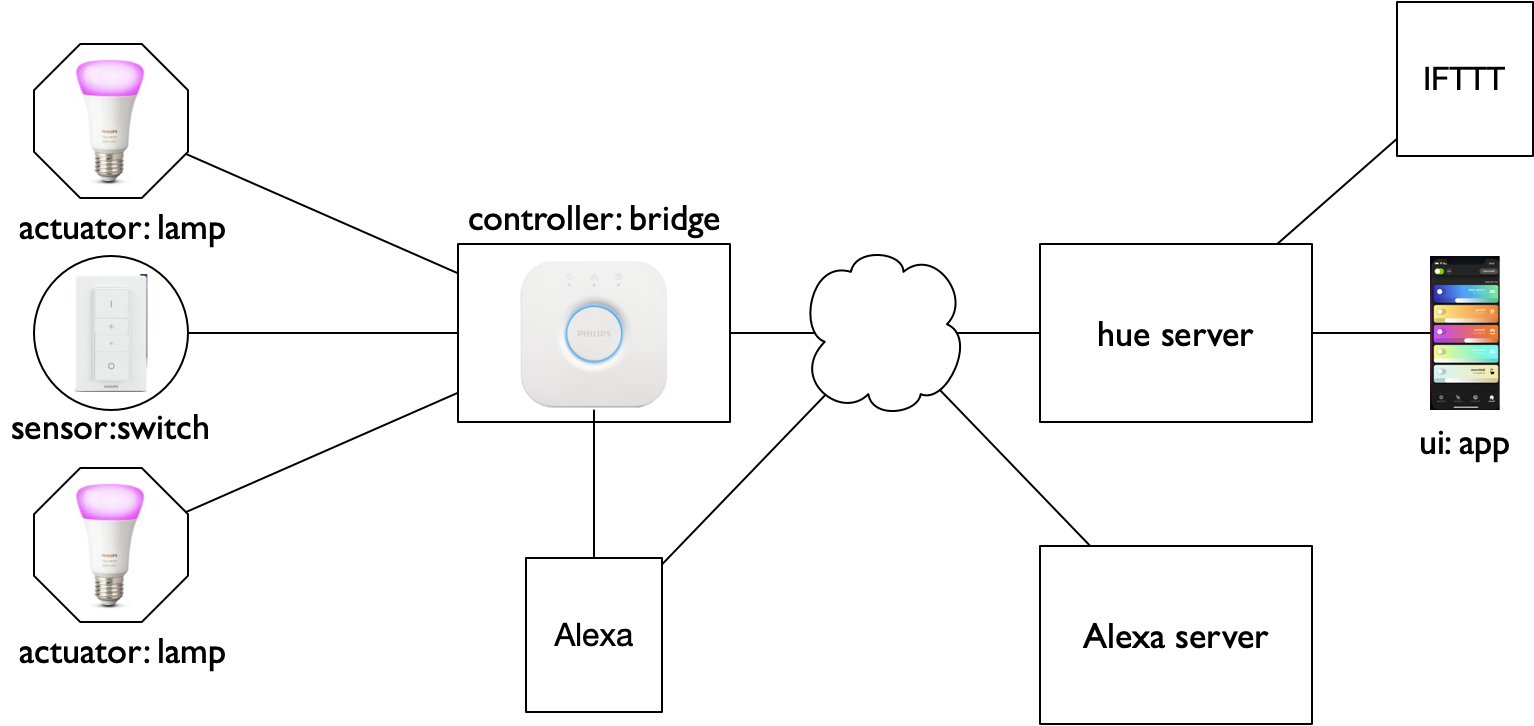 IFTTT
actuator: lamp
controller: bridge
PHILIPS
hue server
sensor:switch
ui: app
actuator: lamp
Alexa
Alexa server